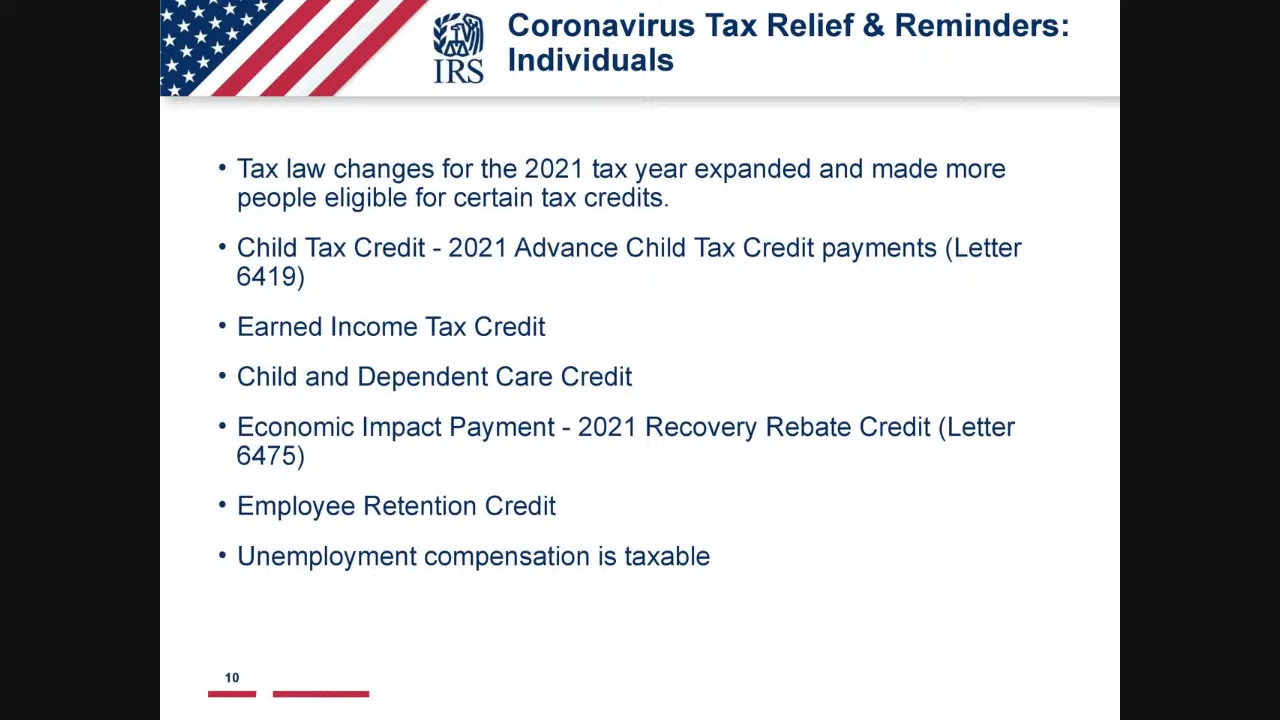 IRS
Coronavirus Tax Relief & Reminders:
Individuals
• Tax law changes for the 2021 tax year expanded and made more
people eligible for certain tax credits.
• Child Tax Credit - 2021 Advance Child Tax Credit payments (Letter
6419)
• Earned Income Tax Credit
• Child and Dependent Care Credit
• Economic Impact Payment - 2021 Recovery Rebate Credit (Letter
6475)
• Employee Retention Credit
• Unemployment compensation is taxable
10